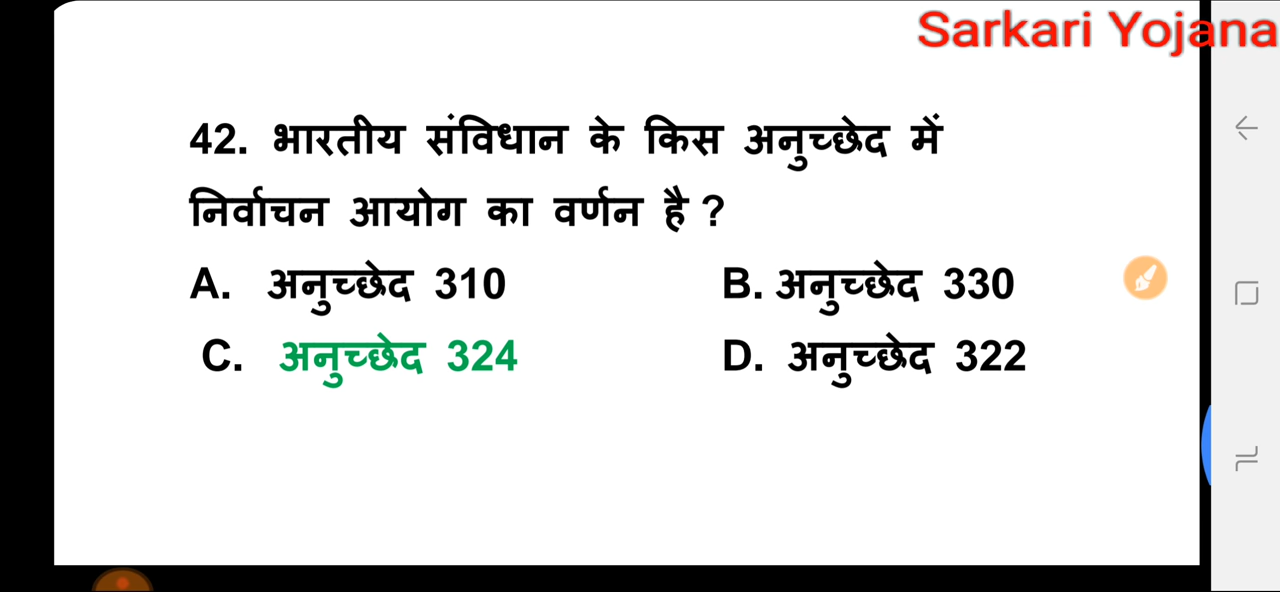 Sarkari Yojana
42. भारतीय संविधान के किस अनुच्छेद में
निर्वाचन आयोग का वर्णन है ?
A. अनुच्छेद 310 B. अनुच्छेद 330
C. अनुच्छेद 324 D. अनुच्छेद 322